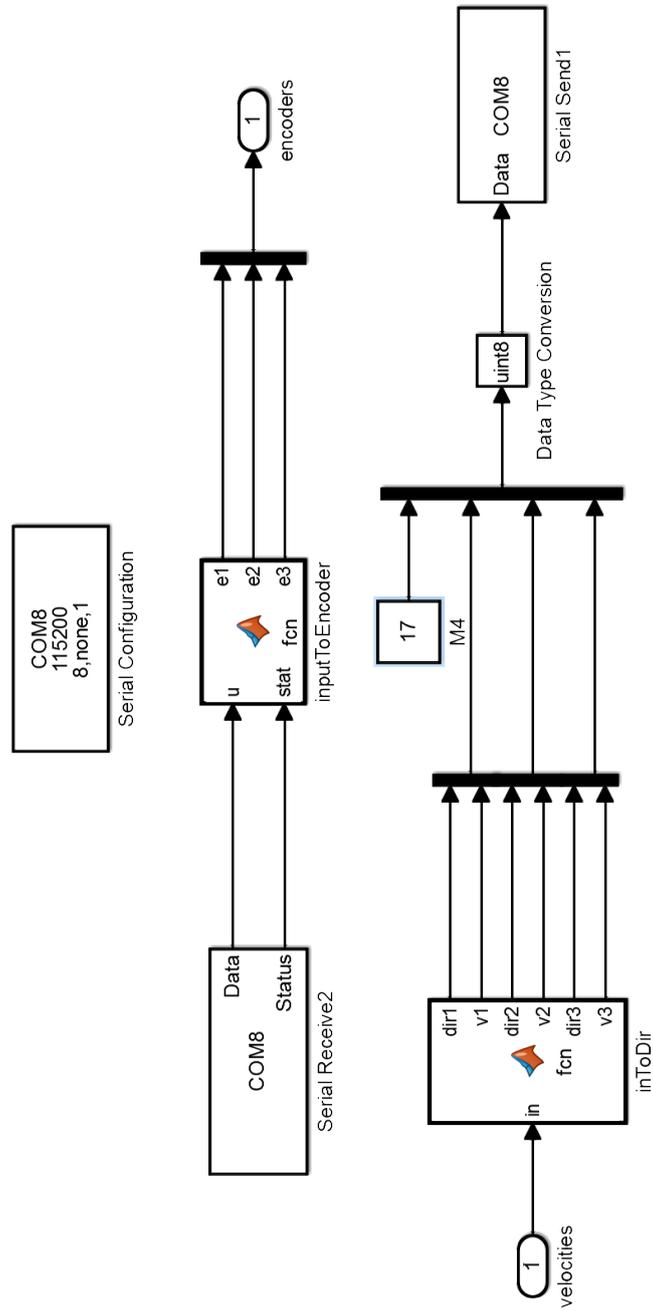 COM8
115200
8,none,1
Serial Configuration
COM8
Data
Status
Serial Receive2
u
stat
fcn
e1
e2
e3
inputToEncoder
1
encoders
1
velocities
in
fcn
dir1
v1
dir2
v2
dir3
v3
inToDir
17
M4
uint8
Data Type Conversion
Data COM8
Serial Send1